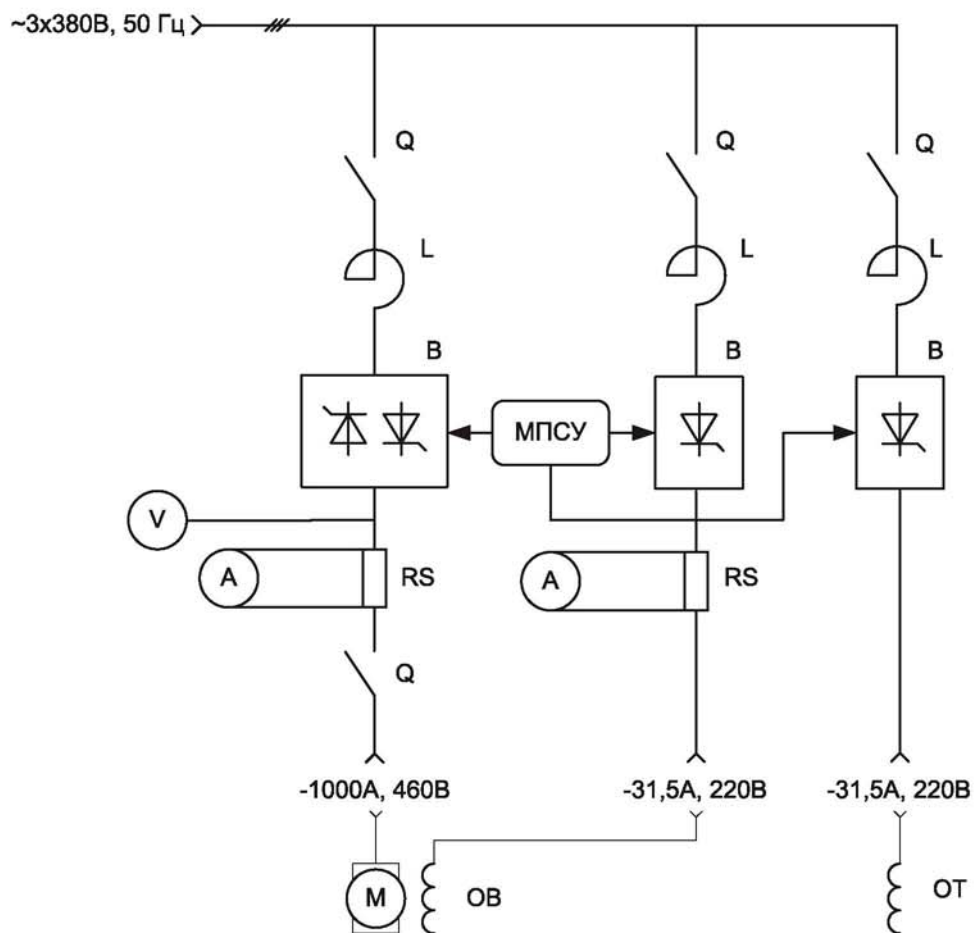 ~3x380В, 50 Гц
Q
Q
Q
L
L
L
В
В
В
МПСУ
V
А
RS
А
RS
Q
-1000А, 460В
-31,5А, 220В
-31,5А, 220В
М
ОВ
ОТ